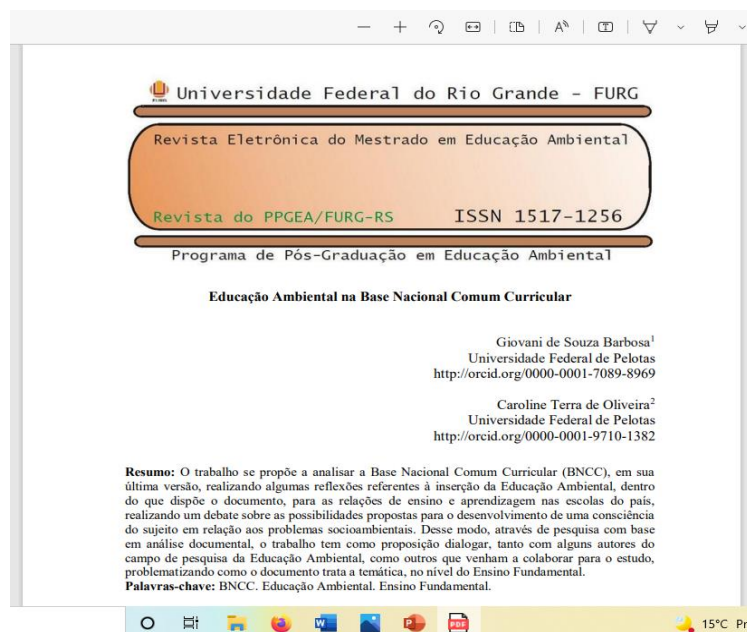 Universidade Federal do Rio Grande - FURG
Revista Eletrônica do Mestrado em Educação Ambiental
Revista do PPGEA/FURG-RS ISSN 1517-1256
Programa de Pós-Graduação em Educação Ambiental
Educação Ambiental na Base Nacional Comum Curricular
Giovani de Souza Barbosa¹
Universidade Federal de Pelotas
http://orcid.org/0000-0001-7089-8969
Caroline Terra de Oliveira²
Universidade Federal de Pelotas
http://orcid.org/0000-0001-9710-1382
Resumo: O trabalho se propõe a analisar a Base Nacional Comum Curricular (BNCC), em sua
última versão, realizando algumas reflexões referentes à inserção da Educação Ambiental, dentro
do que dispõe o documento, para as relações de ensino e aprendizagem nas escolas do país,
realizando um debate sobre as possibilidades propostas para o desenvolvimento de uma consciência
do sujeito em relação aos problemas socioambientais. Desse modo, através de pesquisa com base
em análise documental, o trabalho tem como proposição dialogar, tanto com alguns autores do
campo de pesquisa da Educação Ambiental, como outros que venham a colaborar para o estudo,
problematizando como o documento trata a temática, no nível do Ensino Fundamental.
Palavras-chave: BNCC. Educação Ambiental. Ensino Fundamental.
15°C Pr